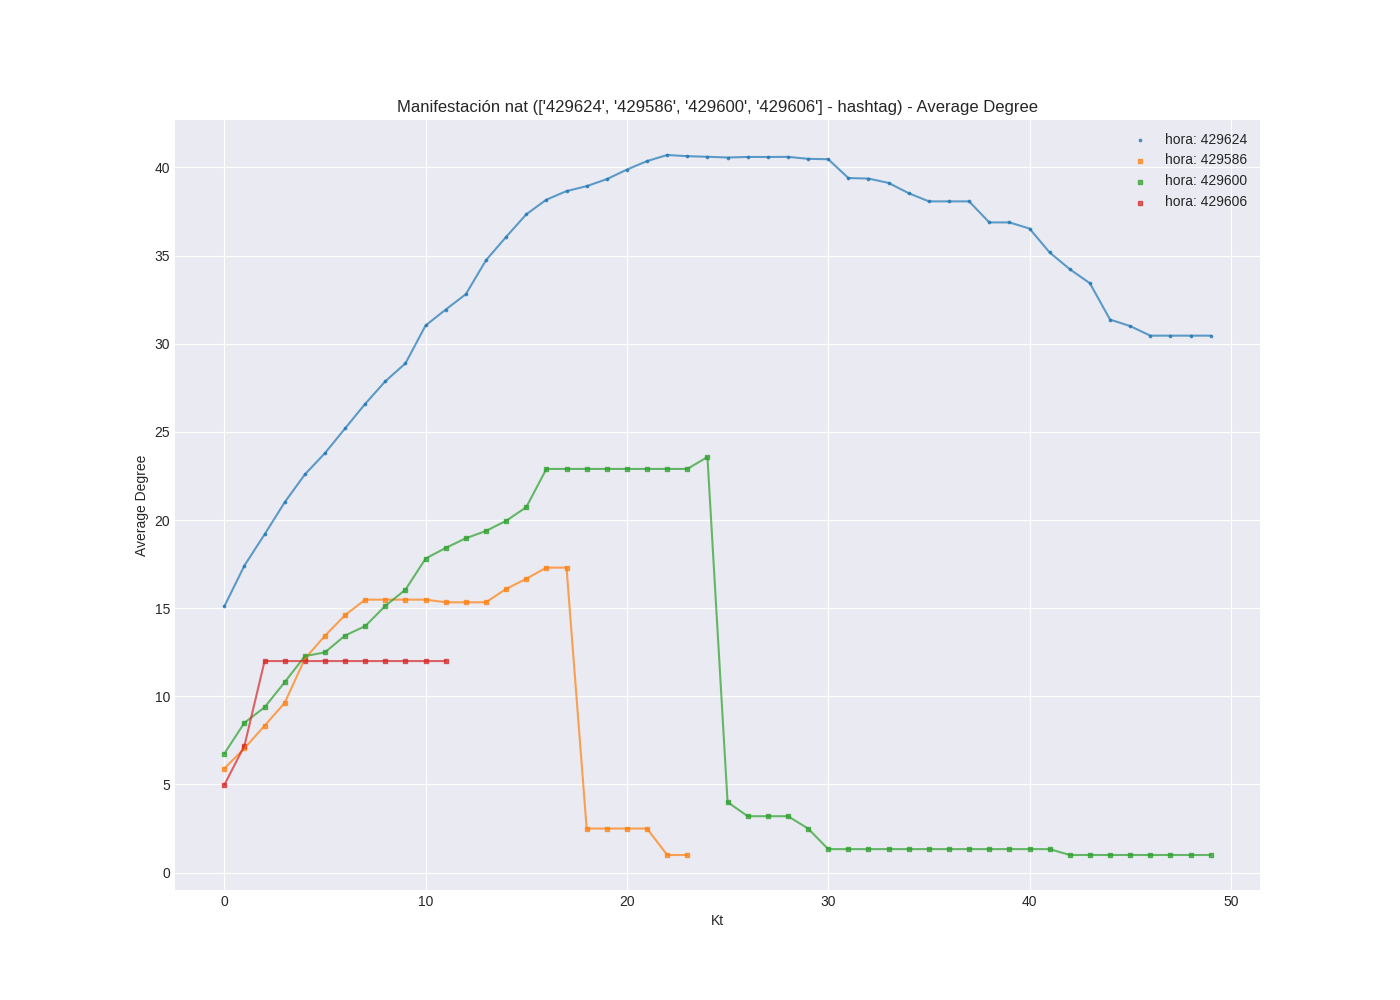 Manifestación nat (['429624', '429586', '429600', '429606'] - hashtag) - Average Degree
hora: 429624
hora: 429586
hora: 429600
hora: 429606
Average Degree
40
35
30
25
20
15
10
5
0
0 10 20 30 40 50
Kt